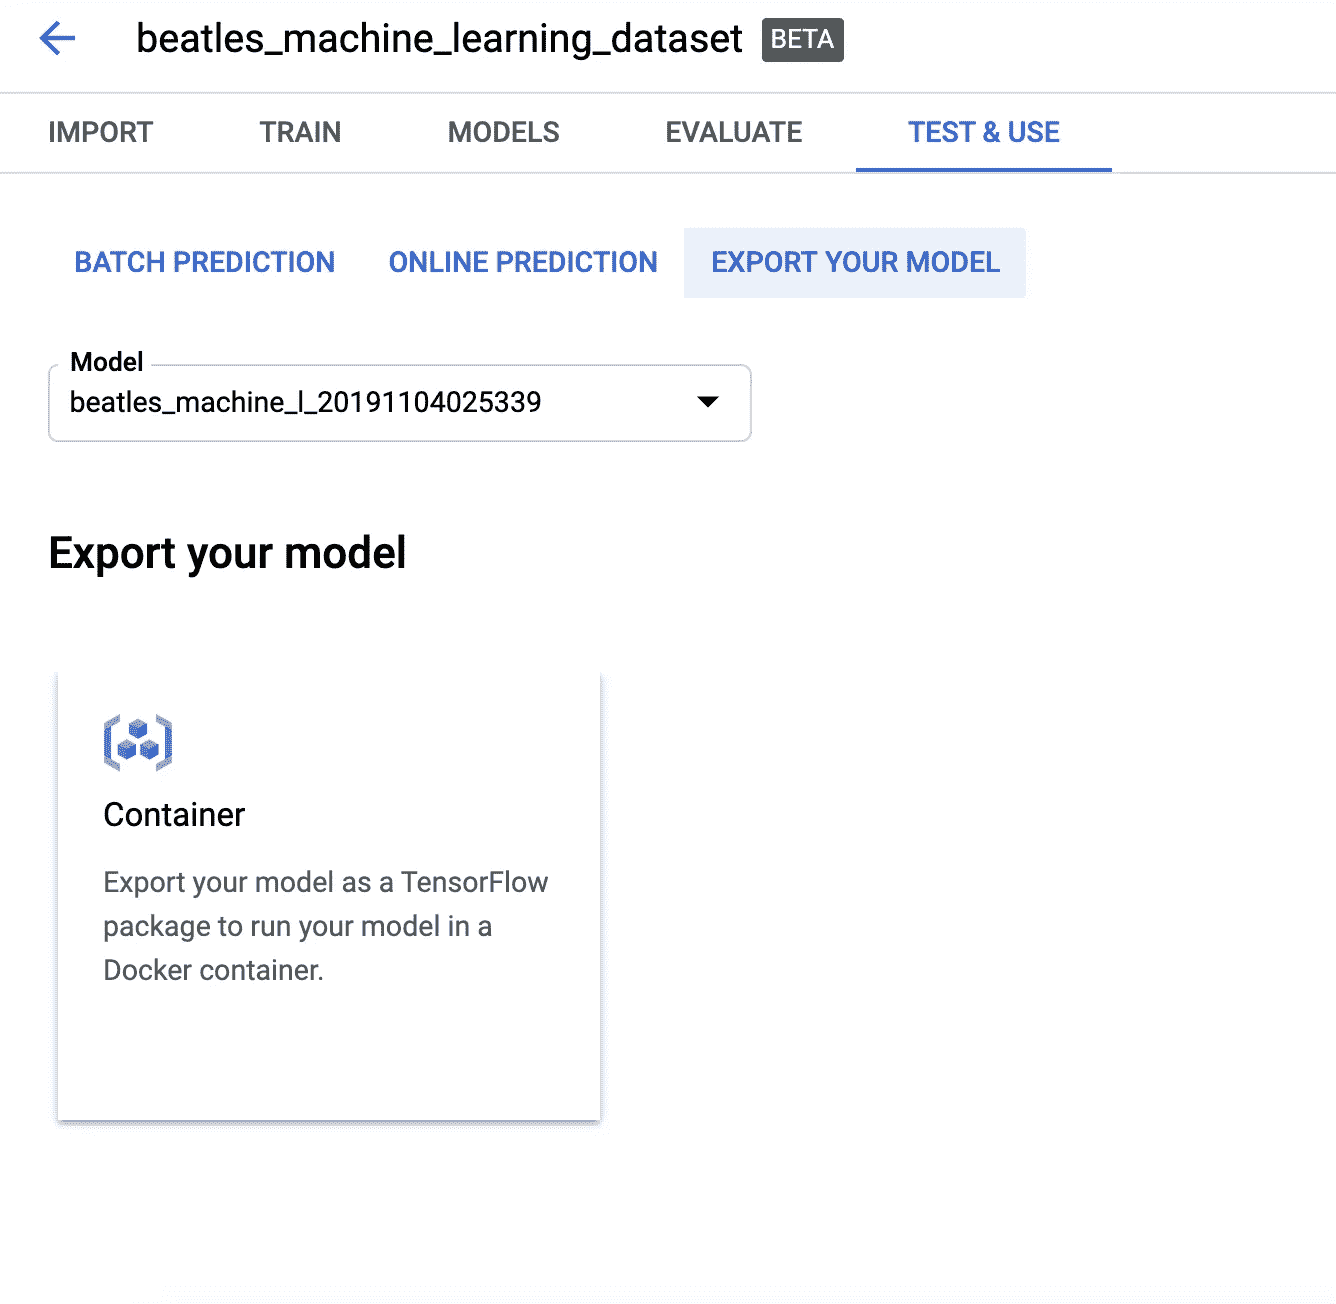 beatles_machine_learning_dataset BETA
IMPORT TRAIN MODELS EVALUATE TEST & USE
BATCH PREDICTION ONLINE PREDICTION EXPORT YOUR MODEL
Model
beatles_machine_l_20191104025339
Export your model
Container
Export your model as a TensorFlow
package to run your model in a
Docker container.